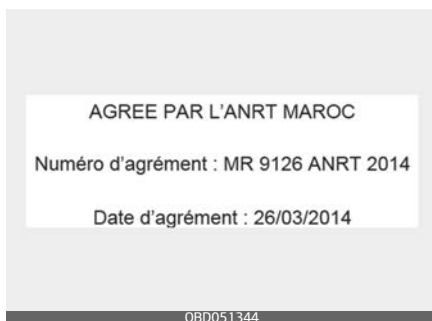 AGREE PAR L'ANRT MAROC
Numéro d'agrément : MR 9126 ANRT 2014
Date d'agrément : 26/03/2014
OBD051344